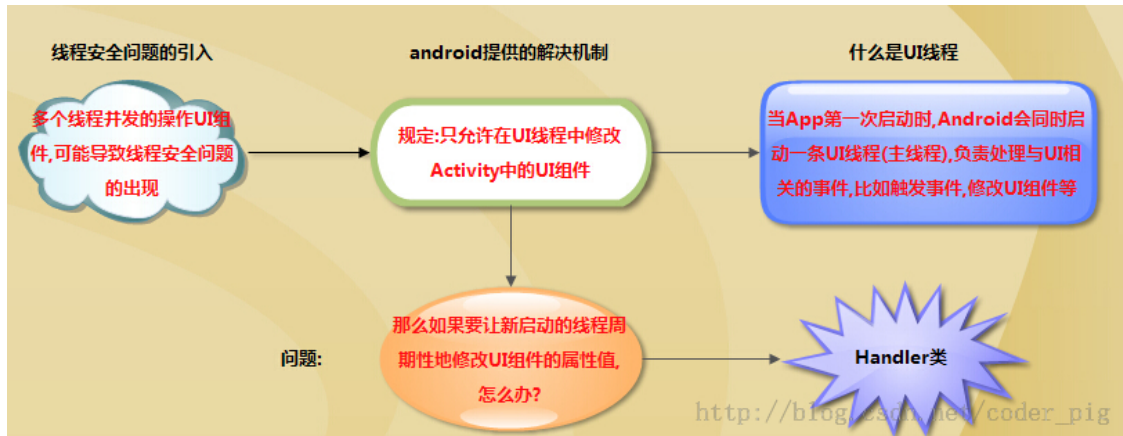 线程安全问题的引入
android提供的解决机制
什么是UI线程
多个线程并发的操作UI组
件,可能导致线程安全问题
的出现
规定:只允许在UI线程中修改
Activity中的UI组件
当App第一次启动时,Android会同时启
动一条UI线程(主线程),负责处理与UI相
关的事件,比如触发事件,修改UI组件等
问题:
那么如果要让新启动的线程周
期性地修改UI组件的属性值,
怎么办?
Handler类
http://blog.csdn.net/coder_pig